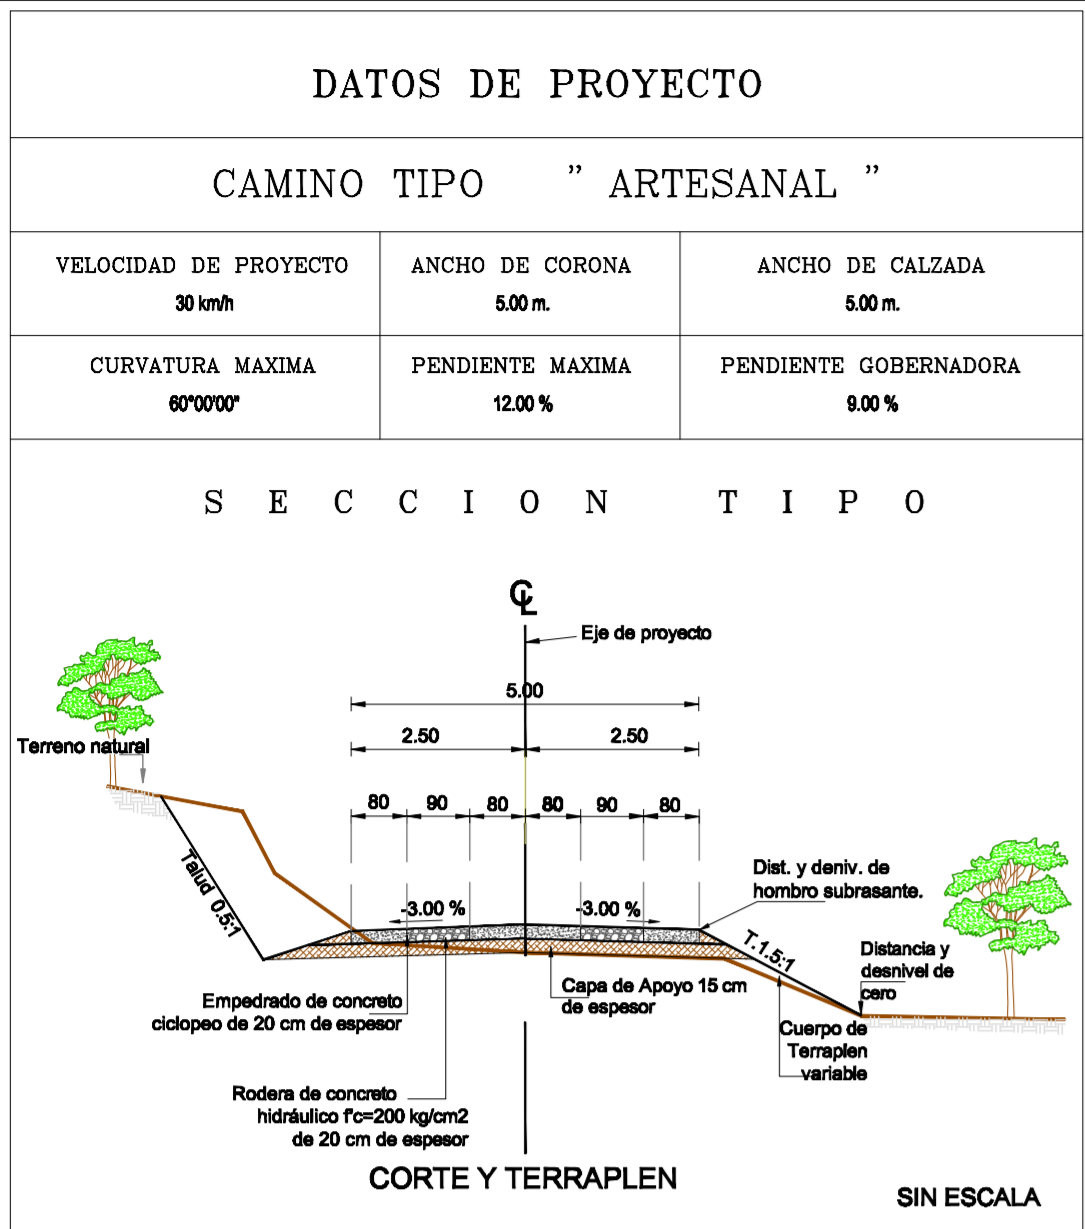 DATOS DE PROYECTO
CAMINO TIPO " ARTESANAL "
VELOCIDAD DE PROYECTO
30 km/h
ANCHO DE CORONA
5.00 m.
ANCHO DE CALZADA
5.00 m.
CURVATURA MAXIMA
60°00'00"
PENDIENTE MAXIMA
12.00 %
PENDIENTE GOBERNADORA
9.00 %
SECCION TIPO
CL
Eje de proyecto
5.00
2.50
2.50
Terreno natural
80
90
80
80
90
80
Talud 0.5:1
-3.00 %
-3.00 %
Dist. y deniv. de
hombro subrasante.
T.1.5:1
Distancia y
desnivel de
cero
Empedrado de concreto
ciclopeo de 20 cm de espesor
Capa de Apoyo 15 cm
de espesor
Cuerpo de
Terraplen
variable
Rodera de concreto
hidráulico f'c=200 kg/cm2
de 20 cm de espesor
CORTE Y TERRAPLEN
SIN ESCALA